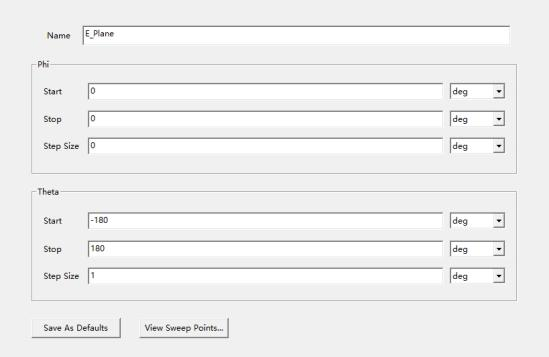 Name E_Plane
Phi
Start 0 deg
Stop 0 deg
Step Size 0 deg
Theta
Start -180 deg
Stop 180 deg
Step Size 1 deg
Save As Defaults View Sweep Points...